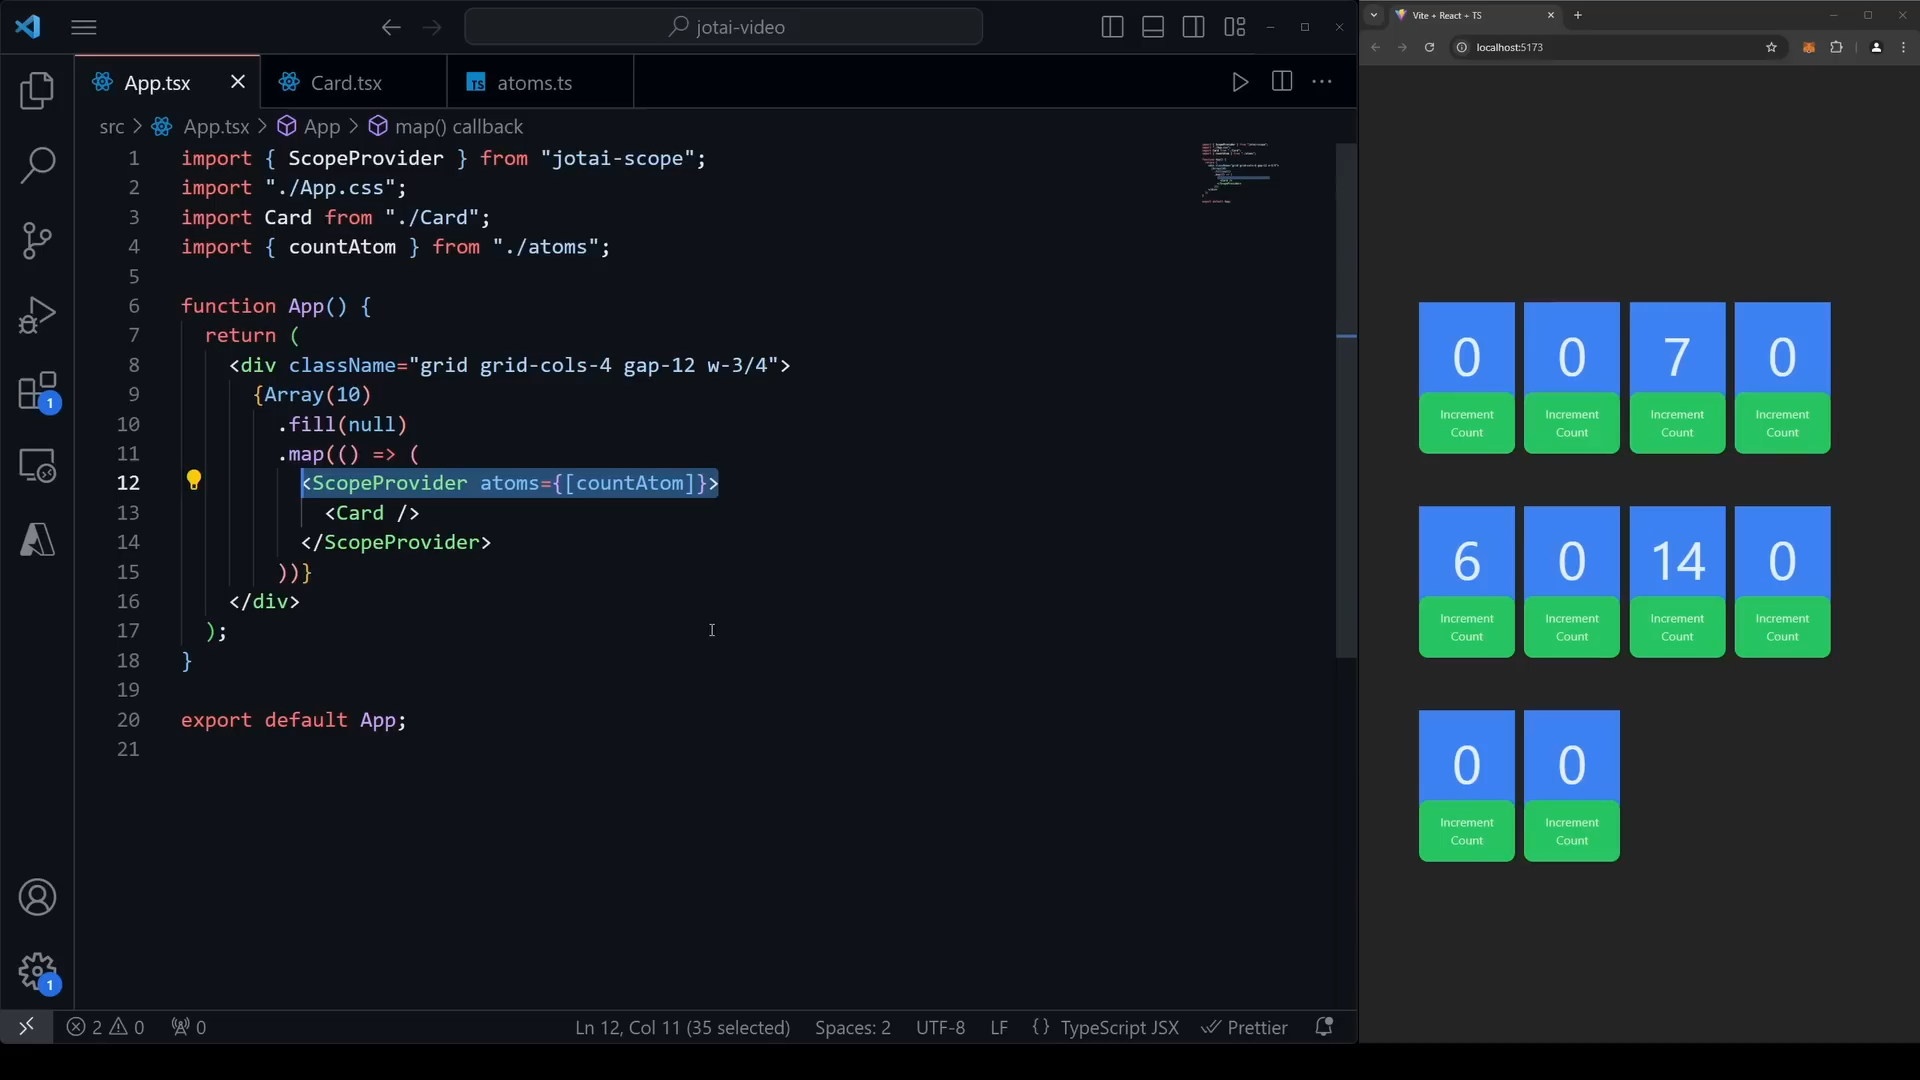 jotai-video
App.tsx
Card.tsx
TS atoms.ts
src > App.tsx > App > map() callback
1 import { ScopeProvider } from "jotai-scope";
2 import "./App.css";
3 import Card from "./Card";
4 import { countAtom } from "./atoms";
5
6 function App() {
7 return (
8 <div className="grid grid-cols-4 gap-12 w-3/4">
9 {Array(10)
10 .fill(null)
11 .map(() => (
12 <ScopeProvider atoms={[countAtom]}>
13 <Card />
14 </ScopeProvider>
15 ))}
16 </div>
17 );
18 }
19
20 export default App;
21
1
1
2 0 0
Ln 12, Col 11 (35 selected) Spaces: 2 UTF-8 LF {} TypeScript JSX Prettier
Vite + React + TS
localhost:5173
0 0 7 0
Increment Increment Increment Increment
Count Count Count Count
6 0 14 0
Increment Increment Increment Increment
Count Count Count Count
0 0
Increment Increment
Count Count